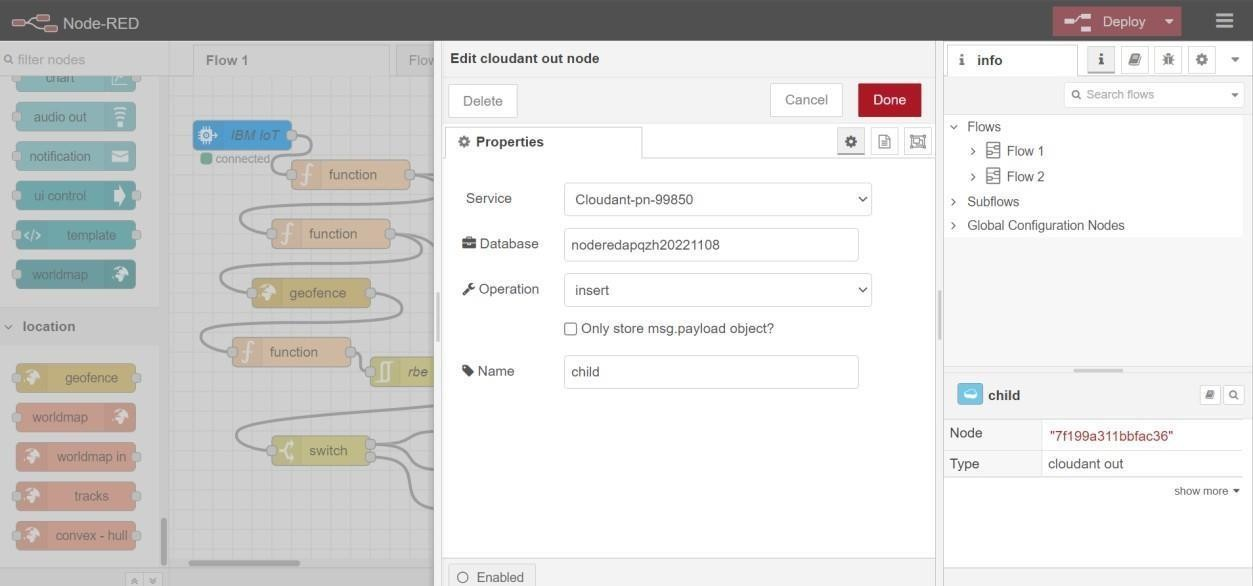 Node-RED
Deploy
filter nodes
chart
audio out
notification
ui control
template
worldmap
location
geofence
worldmap
worldmap in
tracks
convex - hull
Flow 1
Flow
IBM IoT
connected
function
function
geofence
function
rbe
switch
Edit cloudant out node
Delete
Cancel
Done
Properties
Service
Cloudant-pn-99850
Database
noderedapqzh20221108
Operation
insert
Only store msg.payload object?
Name
child
Enabled
info
Search flows
Flows
Flow 1
Flow 2
Subflows
Global Configuration Nodes
child
Node
"7f199a311bbfac36"
Type
cloudant out
show more